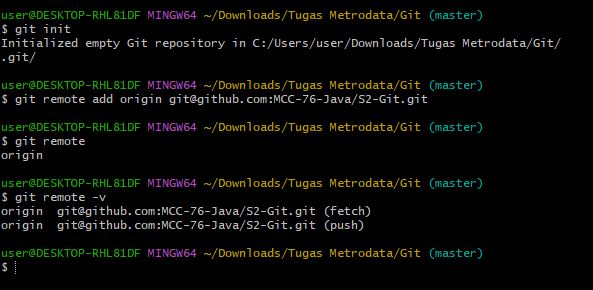 user@DESKTOP-RHL81DF MINGW64 ~/Downloads/Tugas Metrodata/Git (master)
$ git init
Initialized empty Git repository in C:/Users/user/Downloads/Tugas Metrodata/Git/
.git/
user@DESKTOP-RHL81DF MINGW64 ~/Downloads/Tugas Metrodata/Git (master)
$ git remote add origin git@github.com:MCC-76-Java/S2-Git.git
user@DESKTOP-RHL81DF MINGW64 ~/Downloads/Tugas Metrodata/Git (master)
$ git remote
origin
user@DESKTOP-RHL81DF MINGW64 ~/Downloads/Tugas Metrodata/Git (master)
$ git remote -v
origin  git@github.com:MCC-76-Java/S2-Git.git (fetch)
origin  git@github.com:MCC-76-Java/S2-Git.git (push)
user@DESKTOP-RHL81DF MINGW64 ~/Downloads/Tugas Metrodata/Git (master)
$